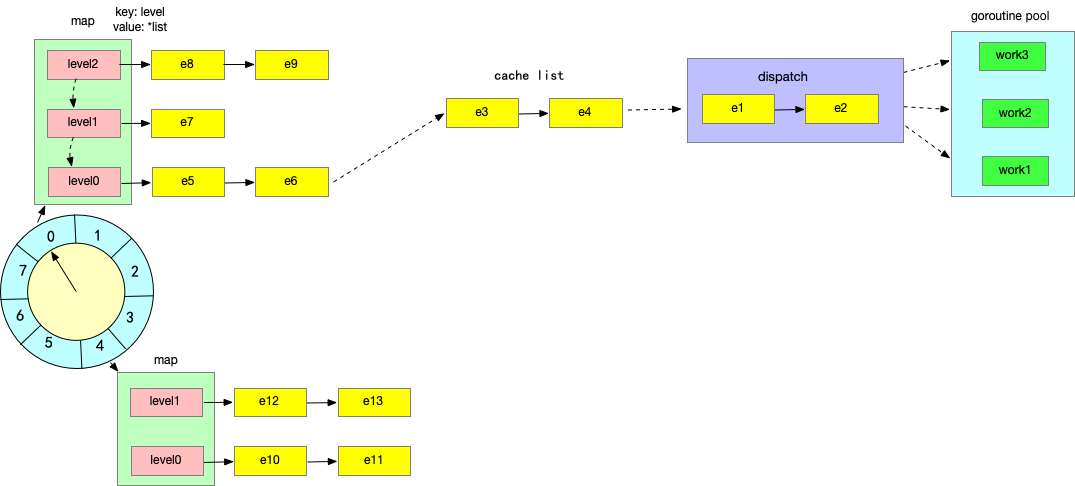 map
key: level
value: *list
level2
e8
e9
level1
e7
level0
e5
e6
cache list
e3
e4
dispatch
e1
e2
goroutine pool
work3
work2
work1
0
1
2
3
4
5
6
7
map
level1
e12
e13
level0
e10
e11